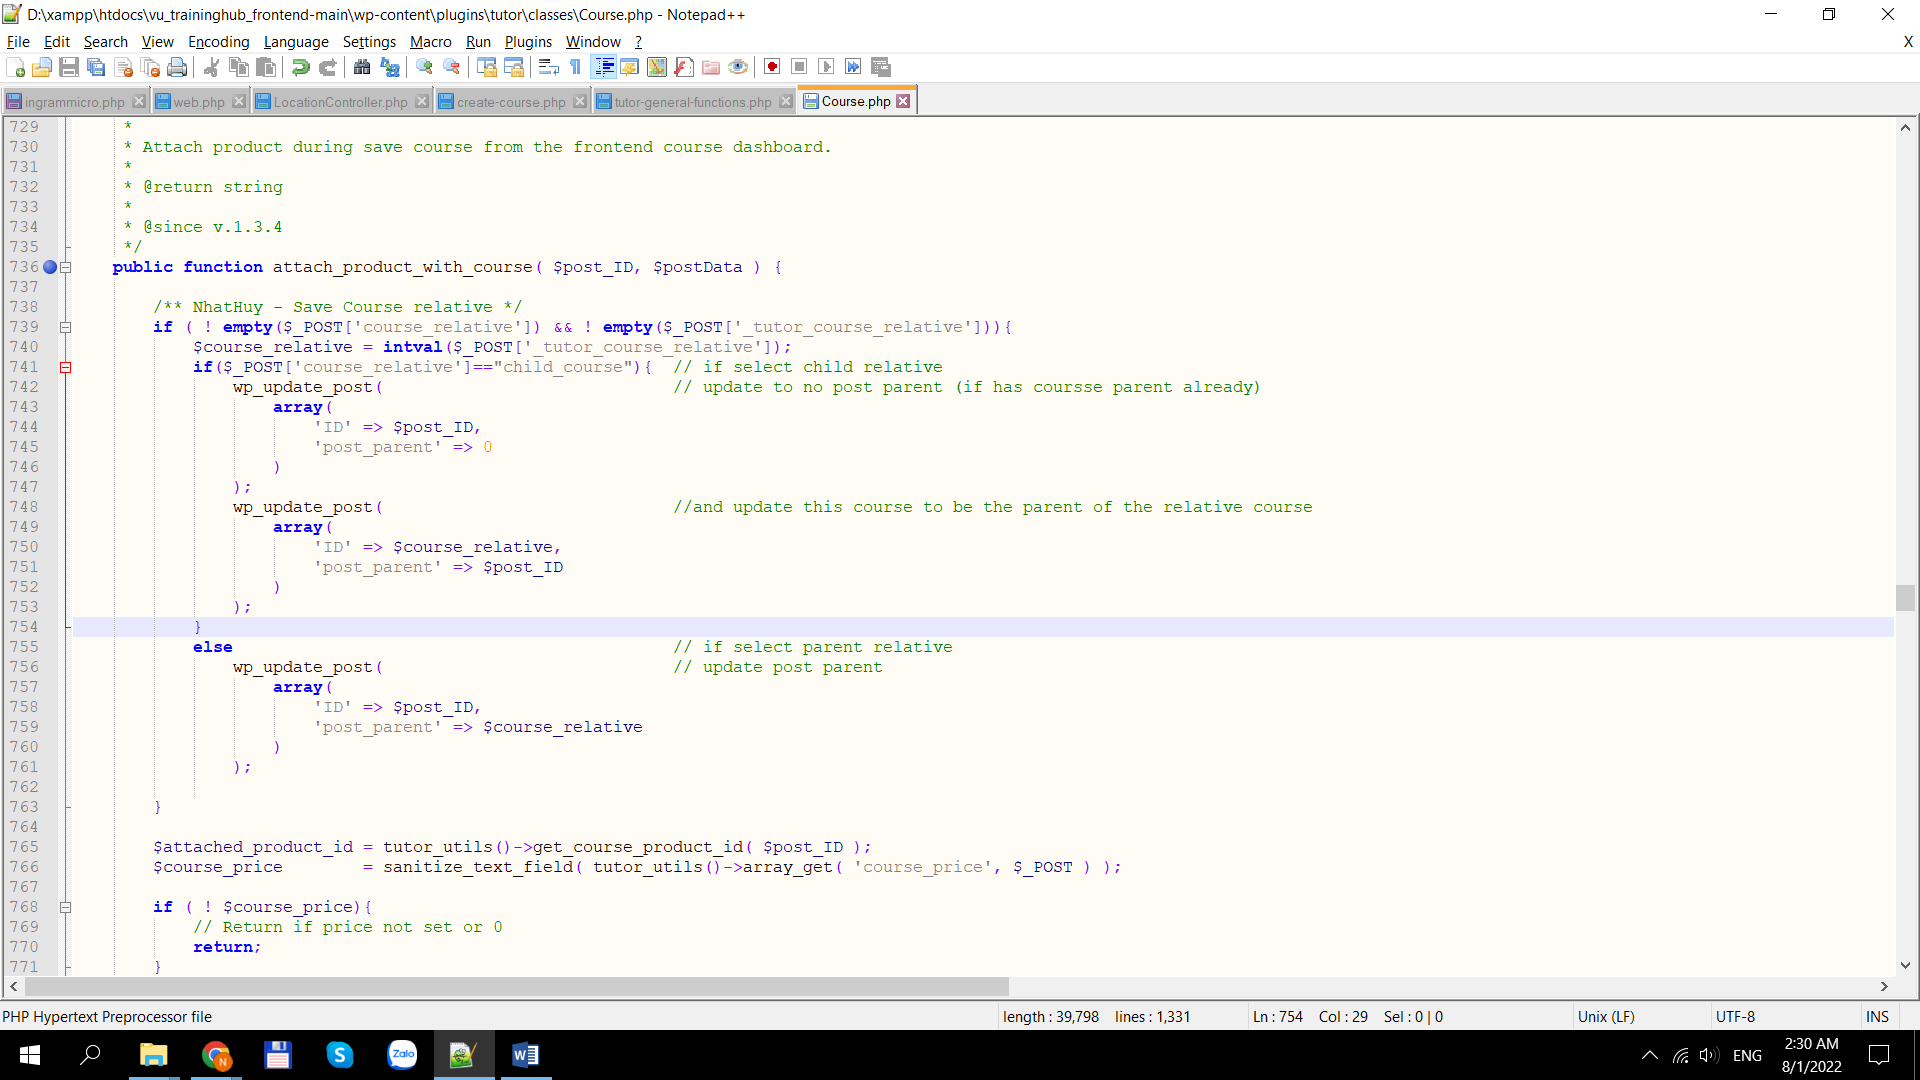 D:\xampp\htdocs\vu_traininghub_frontend-main\wp-content\plugins\tutor\classes\Course.php - Notepad++
File Edit Search View Encoding Language Settings Macro Run Plugins Window ? X
ingrammicro.php web.php LocationController.php create-course.php tutor-general-functions.php Course.php
729 *
730 * Attach product during save course from the frontend course dashboard.
731 *
732 * @return string
733 *
734 * @since v.1.3.4
735 */
736 public function attach_product_with_course( $post_ID, $postData ) {
737
738 /** NhatHuy - Save Course relative */
739 if ( ! empty($_POST['course_relative']) && ! empty($_POST['_tutor_course_relative'])){
740 $course_relative = intval($_POST['_tutor_course_relative']);
741 if($_POST['course_relative']=="child_course"){ // if select child relative
742 wp_update_post( // update to no post parent (if has coursse parent already)
743 array(
744 'ID' => $post_ID,
745 'post_parent' => 0
746 )
747 );
748 wp_update_post( //and update this course to be the parent of the relative course
749 array(
750 'ID' => $course_relative,
751 'post_parent' => $post_ID
752 )
753 );
754 }
755 else // if select parent relative
756 wp_update_post( // update post parent
757 array(
758 'ID' => $post_ID,
759 'post_parent' => $course_relative
760 )
761 );
762
763 }
764
765 $attached_product_id = tutor_utils()->get_course_product_id( $post_ID );
766 $course_price = sanitize_text_field( tutor_utils()->array_get( 'course_price', $_POST ) );
767
768 if ( ! $course_price){
769 // Return if price not set or 0
770 return;
771 }
PHP Hypertext Preprocessor file length : 39,798 lines : 1,331 Ln : 754 Col : 29 Sel : 0 | 0 Unix (LF) UTF-8 INS
N S Zalo W ENG 2:30 AM
8/1/2022